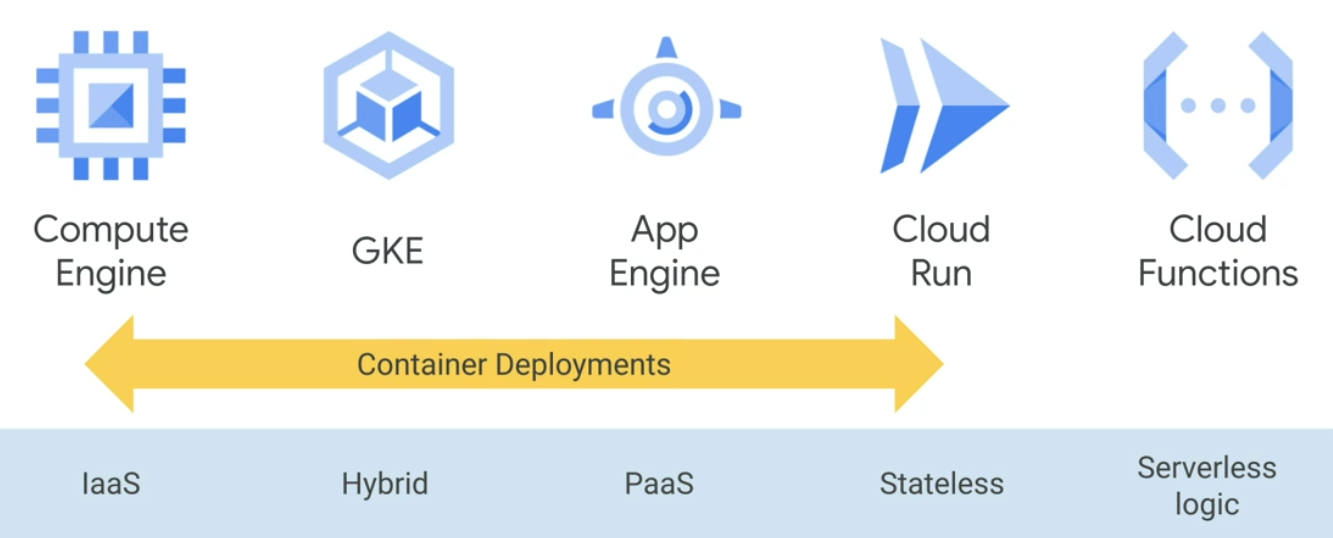 Compute
Engine
GKE
App
Engine
Cloud
Run
Cloud
Functions
Container Deployments
IaaS
Hybrid
PaaS
Stateless
Serverless
logic